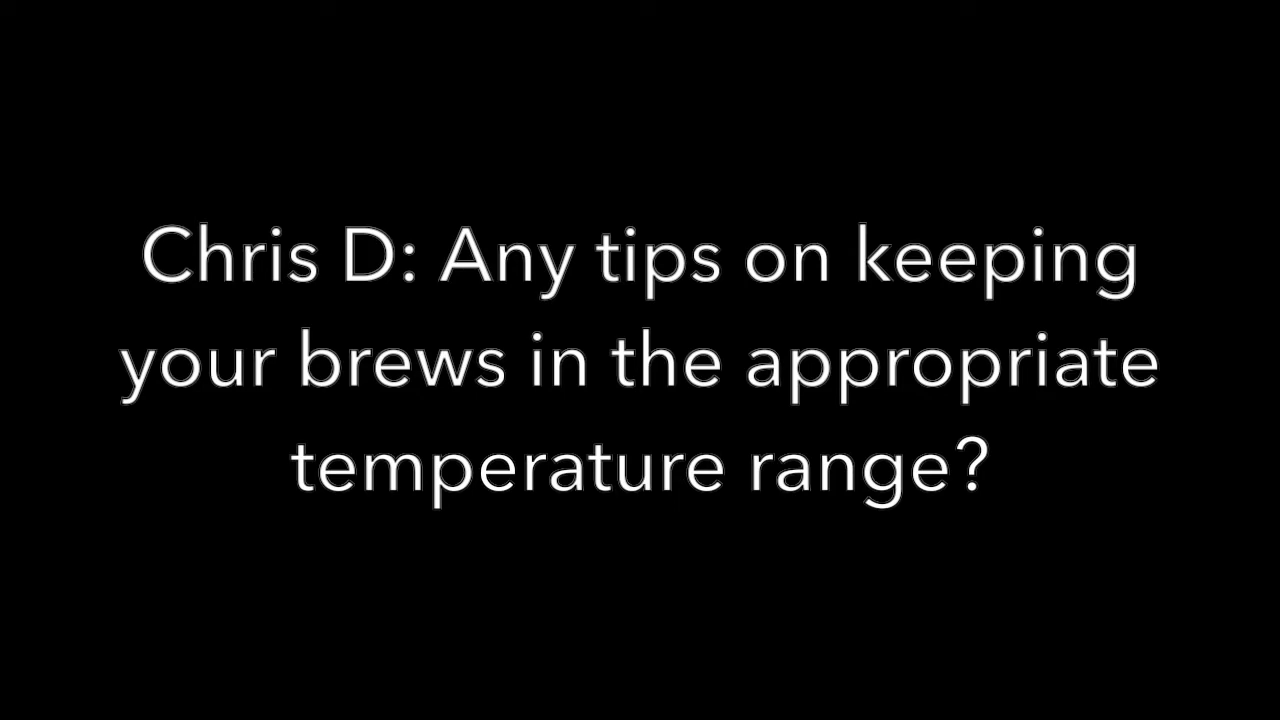 Chris D: Any tips on keeping
your brews in the appropriate
temperature range?